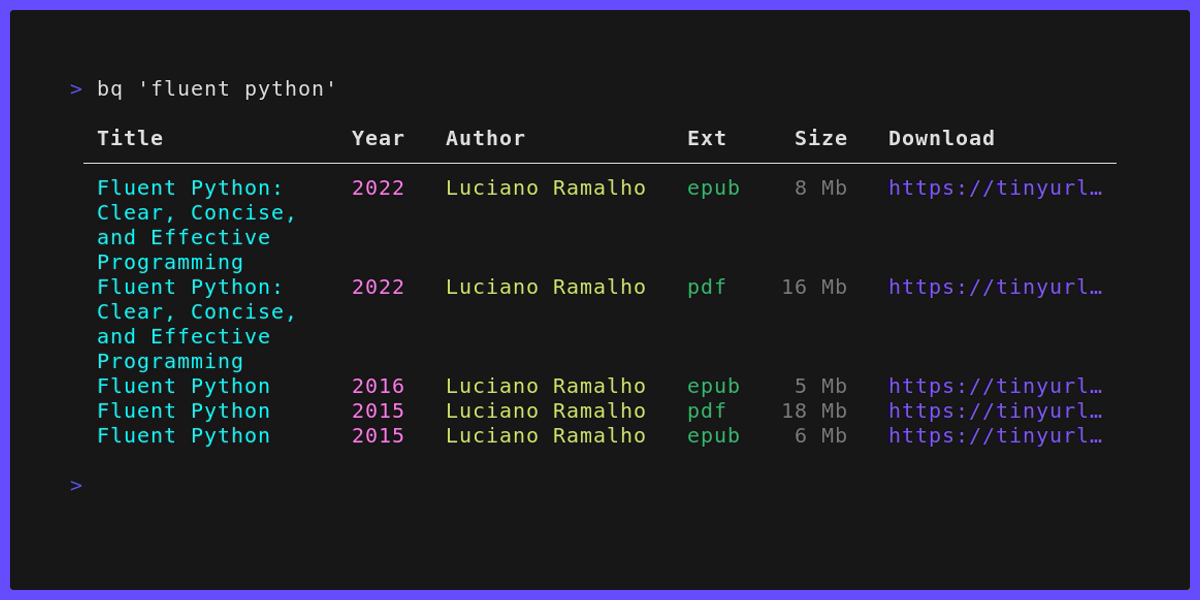 > bq 'fluent python'
Title Year Author Ext Size Download
Fluent Python: 2022 Luciano Ramalho epub 8 Mb https://tinyurl…
Clear, Concise,
and Effective
Programming
Fluent Python: 2022 Luciano Ramalho pdf 16 Mb https://tinyurl…
Clear, Concise,
and Effective
Programming
Fluent Python 2016 Luciano Ramalho epub 5 Mb https://tinyurl…
Fluent Python 2015 Luciano Ramalho pdf 18 Mb https://tinyurl…
Fluent Python 2015 Luciano Ramalho epub 6 Mb https://tinyurl…
>